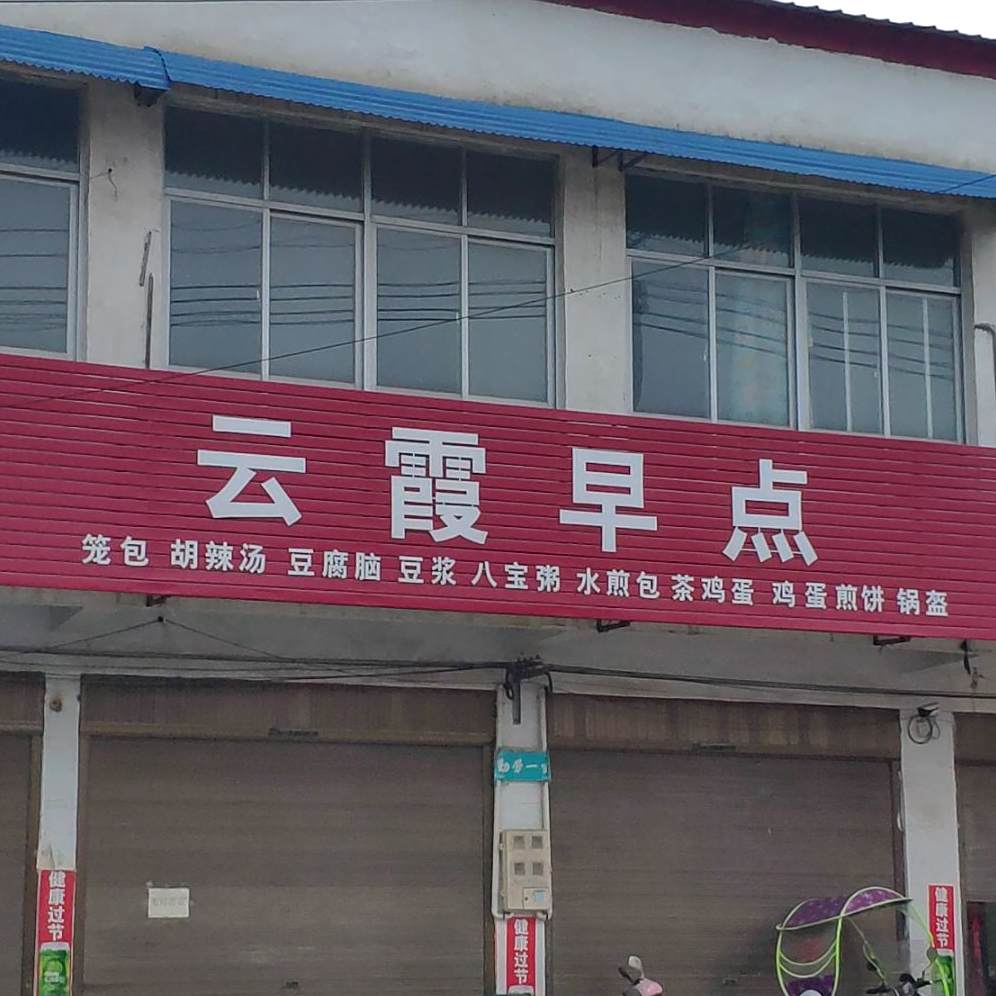 云霞早点
笼包 胡辣汤 豆腐脑 豆浆 八宝粥 水煎包 茶鸡蛋 鸡蛋煎饼 锅盔
健康过节
健康过节
健康过节